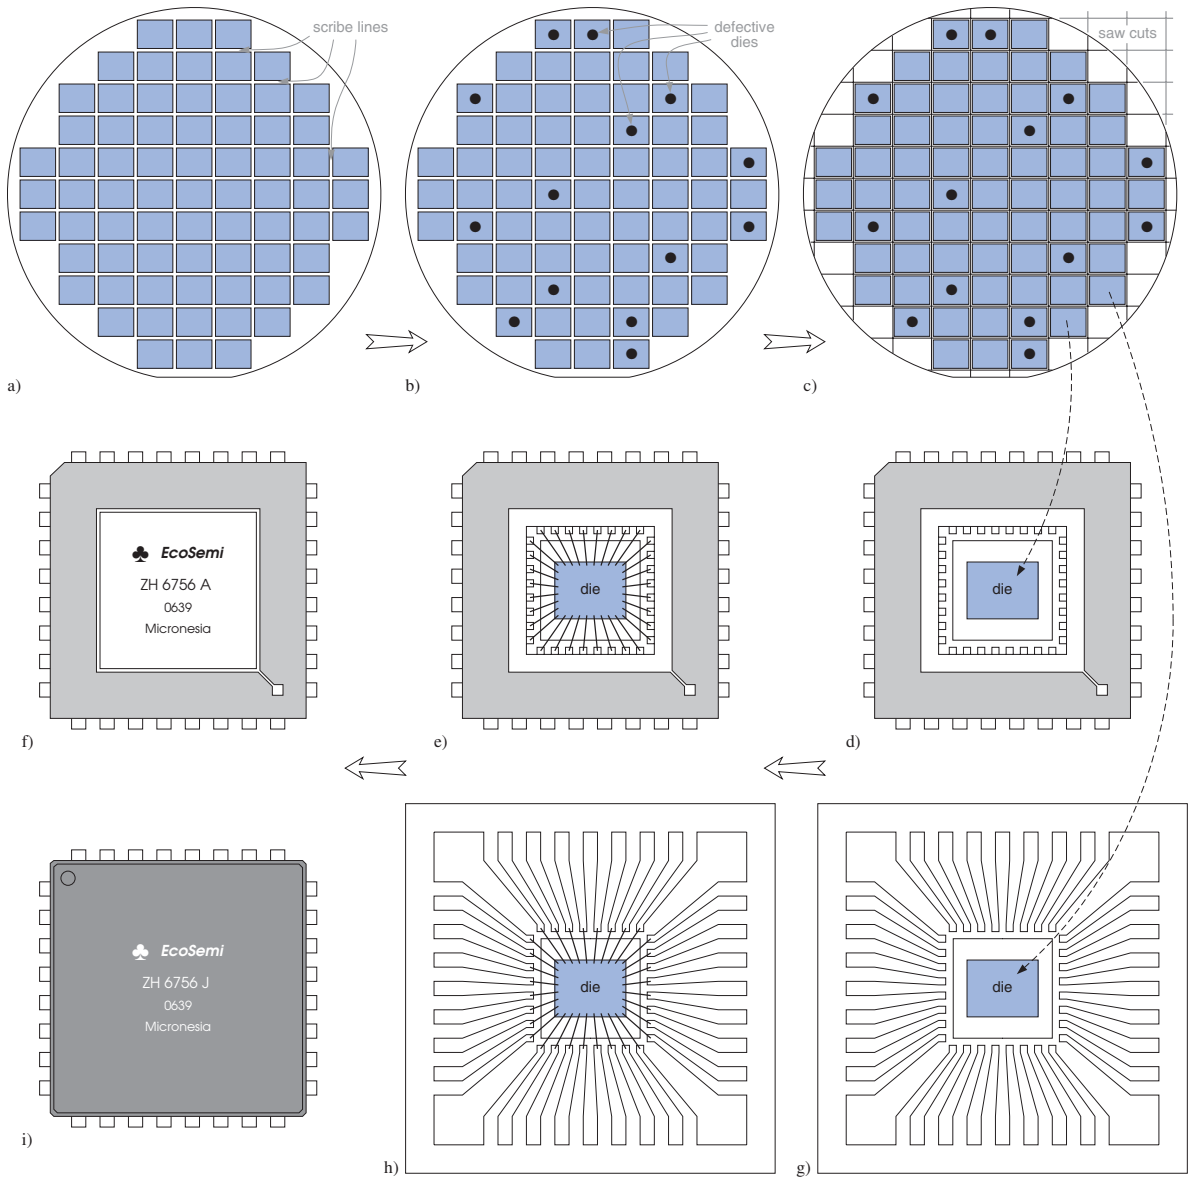 scribe lines
defective
dies
saw cuts
a)
b)
c)
EcoSemi
ZH 6756 A
0639
Micronesia
die
die
f)
e)
d)
EcoSemi
ZH 6756 J
0639
Micronesia
die
die
i)
h)
g)